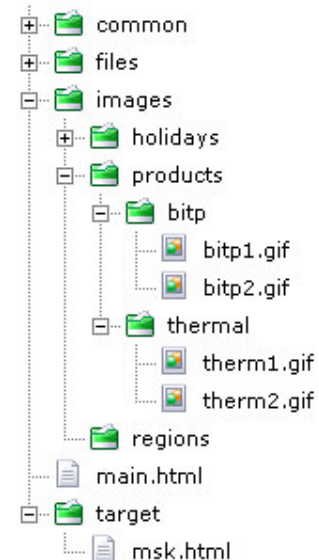 common
files
images
holidays
products
bitp
bitp1.gif
bitp2.gif
thermal
therm1.gif
therm2.gif
regions
main.html
target
msk.html